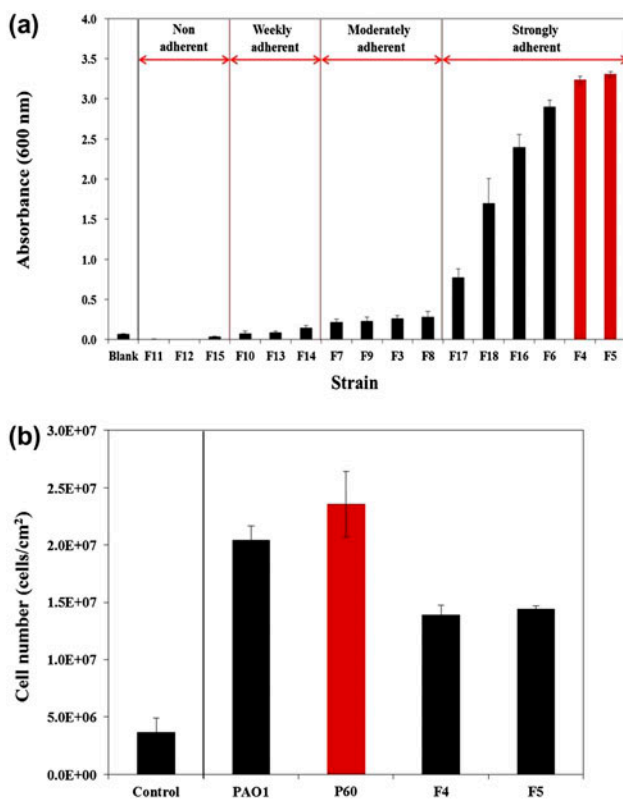 (a)
Non adherent
Weekly adherent
Moderately adherent
Strongly adherent
Absorbance (600 nm)
4.0
3.5
3.0
2.5
2.0
1.5
1.0
0.5
0.0
Blank F11 F12 F15 F10 F13 F14 F7 F9 F3 F8 F17 F18 F16 F6 F4 F5
Strain
(b)
Cell number (cells/cm²)
3.0E+07
2.5E+07
2.0E+07
1.5E+07
1.0E+07
5.0E+06
0.0E+00
Control PAO1 P60 F4 F5